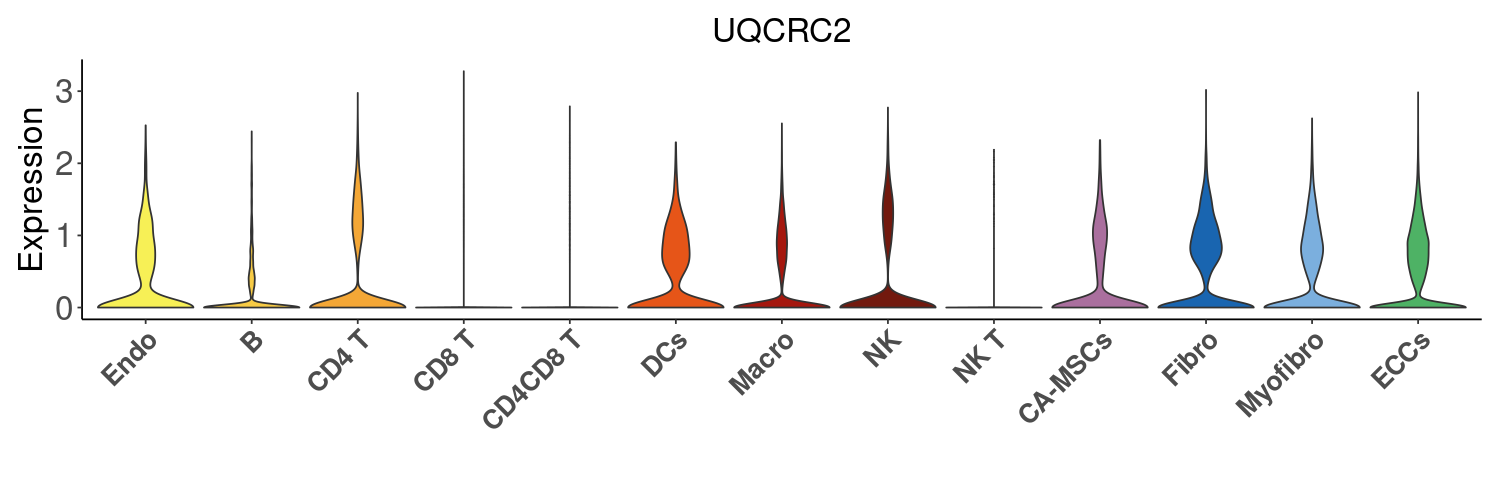 UQCRC2
Expression
3
2
1
0
Endo
B
CD4 T
CD8 T
CD4CD8 T
DCs
Macro
NK
NK T
CA-MSCs
Fibro
Myofibro
ECCs